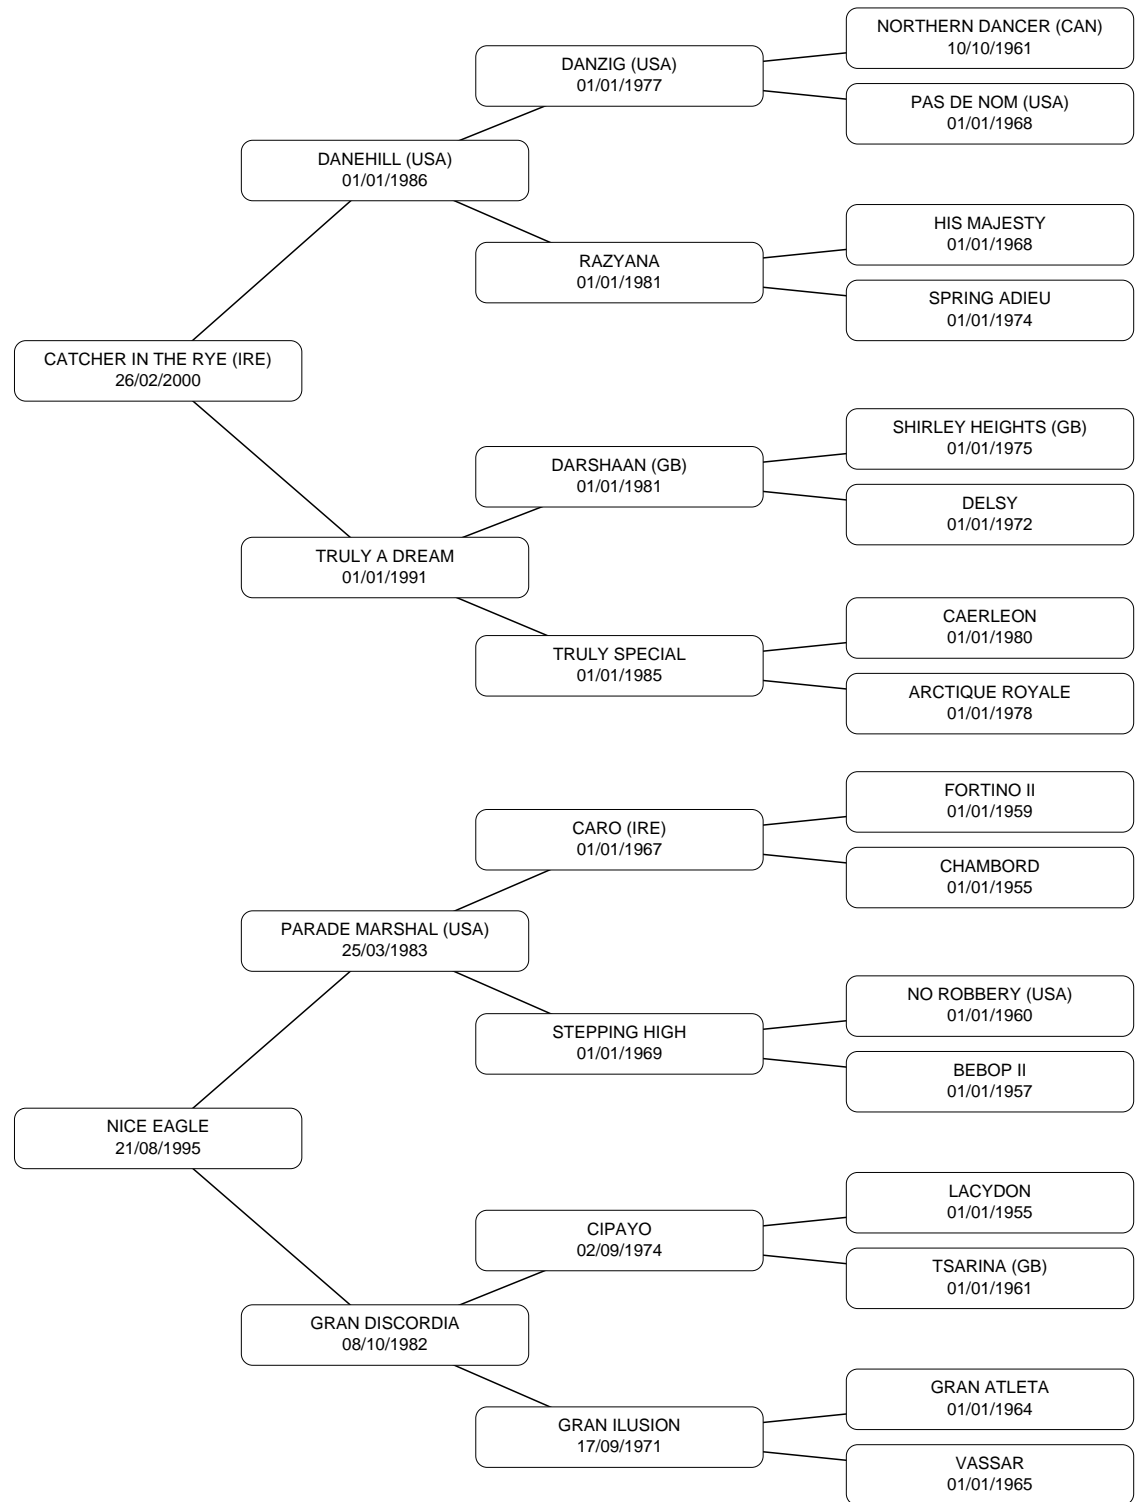 NORTHERN DANCER (CAN)
10/10/1961
DANZIG (USA)
01/01/1977
PAS DE NOM (USA)
01/01/1968
DANEHILL (USA)
01/01/1986
HIS MAJESTY
01/01/1968
RAZYANA
01/01/1981
SPRING ADIEU
01/01/1974
CATCHER IN THE RYE (IRE)
26/02/2000
SHIRLEY HEIGHTS (GB)
01/01/1975
DARSHAAN (GB)
01/01/1981
DELSY
01/01/1972
TRULY A DREAM
01/01/1991
CAERLEON
01/01/1980
TRULY SPECIAL
01/01/1985
ARCTIQUE ROYALE
01/01/1978
FORTINO II
01/01/1959
CARO (IRE)
01/01/1967
CHAMBORD
01/01/1955
PARADE MARSHAL (USA)
25/03/1983
NO ROBBERY (USA)
01/01/1960
STEPPING HIGH
01/01/1969
BEBOP II
01/01/1957
NICE EAGLE
21/08/1995
LACYDON
01/01/1955
CIPAYO
02/09/1974
TSARINA (GB)
01/01/1961
GRAN DISCORDIA
08/10/1982
GRAN ATLETA
01/01/1964
GRAN ILUSION
17/09/1971
VASSAR
01/01/1965